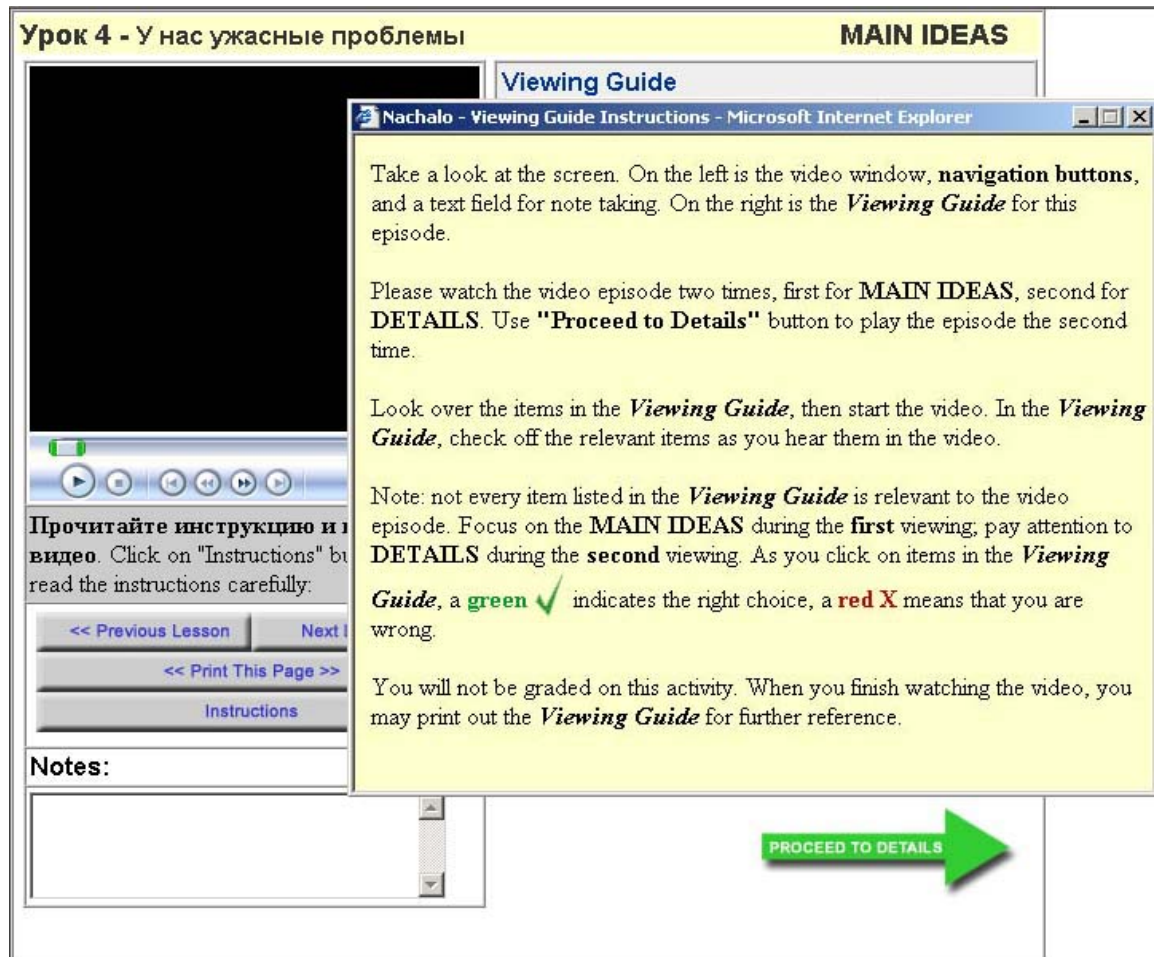 Урок 4 - У нас ужасные проблемы
MAIN IDEAS
Viewing Guide
Nachalo - Viewing Guide Instructions - Microsoft Internet Explorer
Take a look at the screen. On the left is the video window, navigation buttons,
and a text field for note taking. On the right is the Viewing Guide for this
episode.
Please watch the video episode two times, first for MAIN IDEAS, second for
DETAILS. Use "Proceed to Details" button to play the episode the second
time.
Look over the items in the Viewing Guide, then start the video. In the Viewing
Guide, check off the relevant items as you hear them in the video.
Note: not every item listed in the Viewing Guide is relevant to the video
episode. Focus on the MAIN IDEAS during the first viewing; pay attention to
DETAILS during the second viewing. As you click on items in the Viewing
Guide, a green ✓ indicates the right choice, a red X means that you are
wrong.
You will not be graded on this activity. When you finish watching the video, you
may print out the Viewing Guide for further reference.
Прочитайте инструкцию и
видео. Click on "Instructions"
read the instructions carefully:
<< Previous Lesson
Next
<< Print This Page >>
Instructions
Notes:
PROCEED TO DETAILS